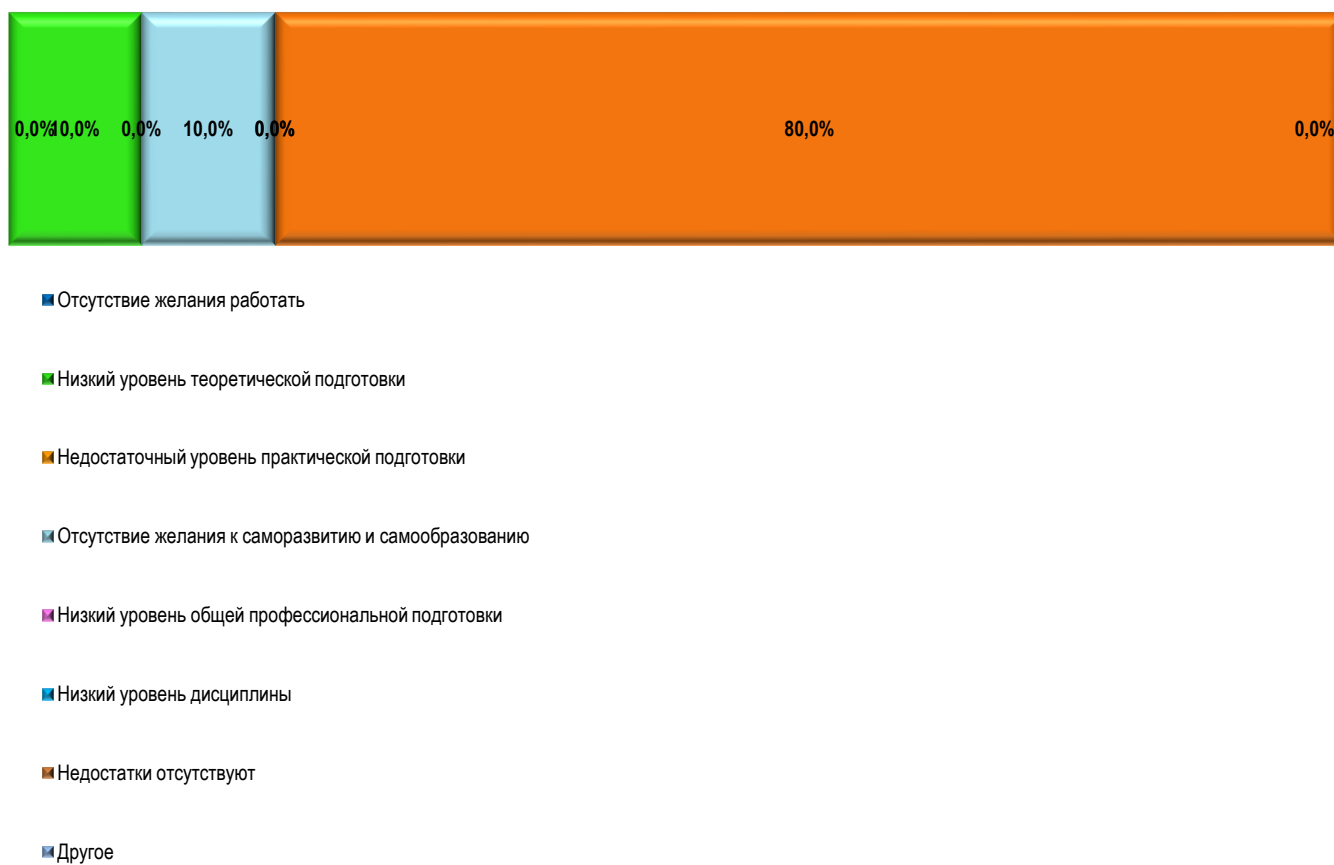 0,0% 10,0% 0,0% 10,0% 0,0% 0,0% 80,0% 0,0%
Отсутствие желания работать
Низкий уровень теоретической подготовки
Недостаточный уровень практической подготовки
Отсутствие желания к саморазвитию и самообразованию
Низкий уровень общей профессиональной подготовки
Низкий уровень дисциплины
Недостатки отсутствуют
Другое